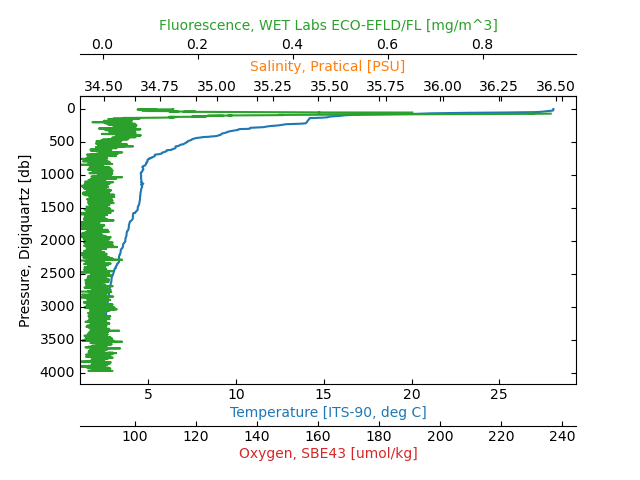 Fluorescence, WET Labs ECO-EFLD/FL [mg/m^3]
0.0 0.2 0.4 0.6 0.8
Salinity, Pratical [PSU]
34.50 34.75 35.00 35.25 35.50 35.75 36.00 36.25 36.50
0
500
1000
1500
2000
2500
3000
3500
4000
Pressure, Digiquartz [db]
5 10 15 20 25
Temperature [ITS-90, deg C]
100 120 140 160 180 200 220 240
Oxygen, SBE43 [umol/kg]